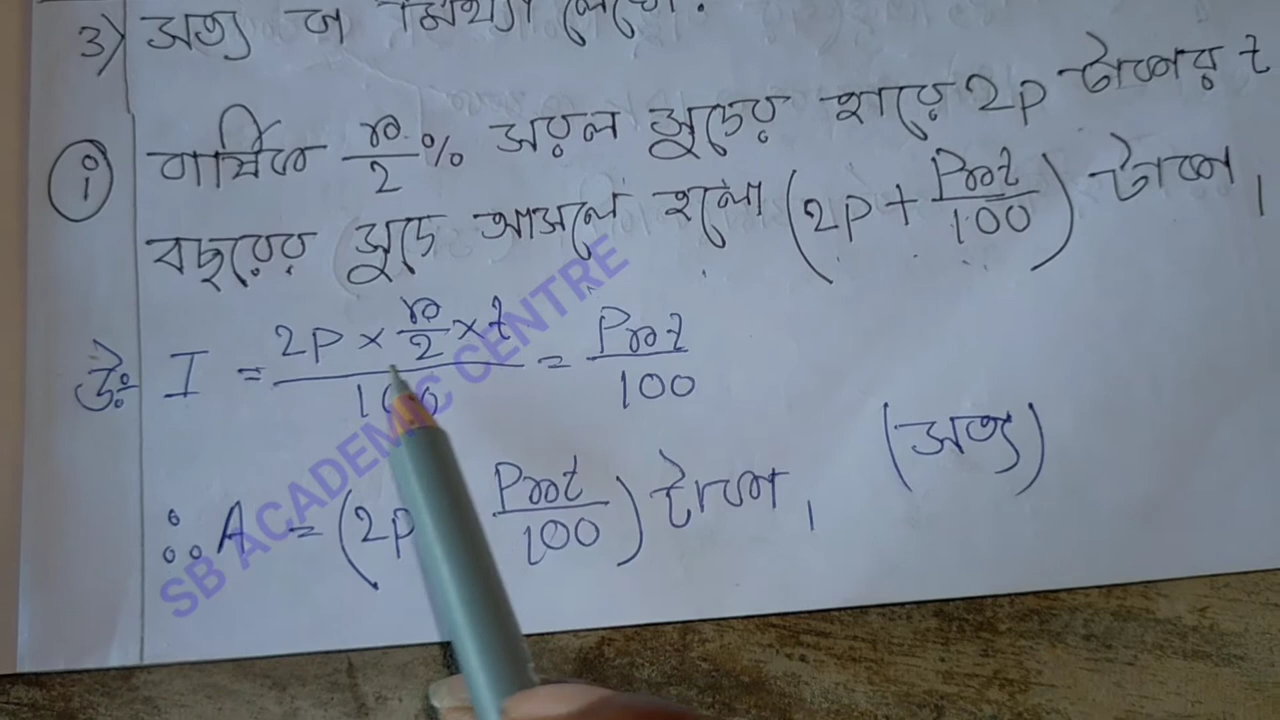 3) সত্য বা মিথ্যা লেখো:
i বার্ষিক r/2 % সরল সুদের হারে 2P টাকার t
বছরের সুদে আসলে হলো (2P + Prt/100) টাকা।
উঃ I = (2P × r/2 × t)/100 = Prt/100
∴ A = (2P Prt/100) টাকা। (সত্য)
SB ACADEMIC CENTRE